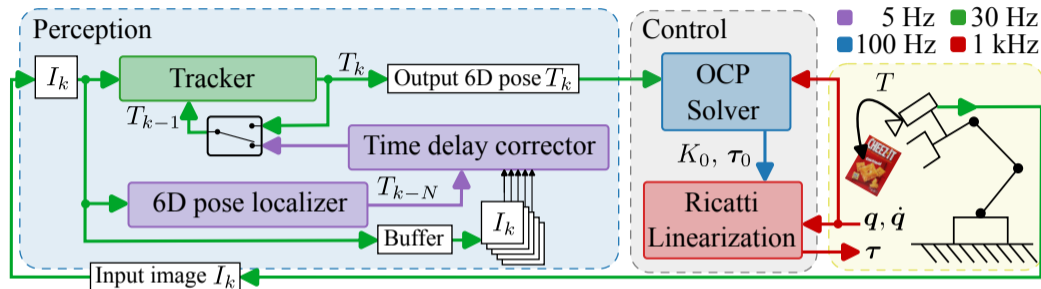 Perception
I_k
Tracker
T_k
Output 6D pose T_k
T_{k-1}
Time delay corrector
6D pose localizer
T_{k-N}
Buffer
I_k
Input image I_k
Control
OCP
Solver
K_0, τ_0
Ricatti
Linearization
q, q̇
τ
5 Hz
30 Hz
100 Hz
1 kHz
T
CHEEZ-IT